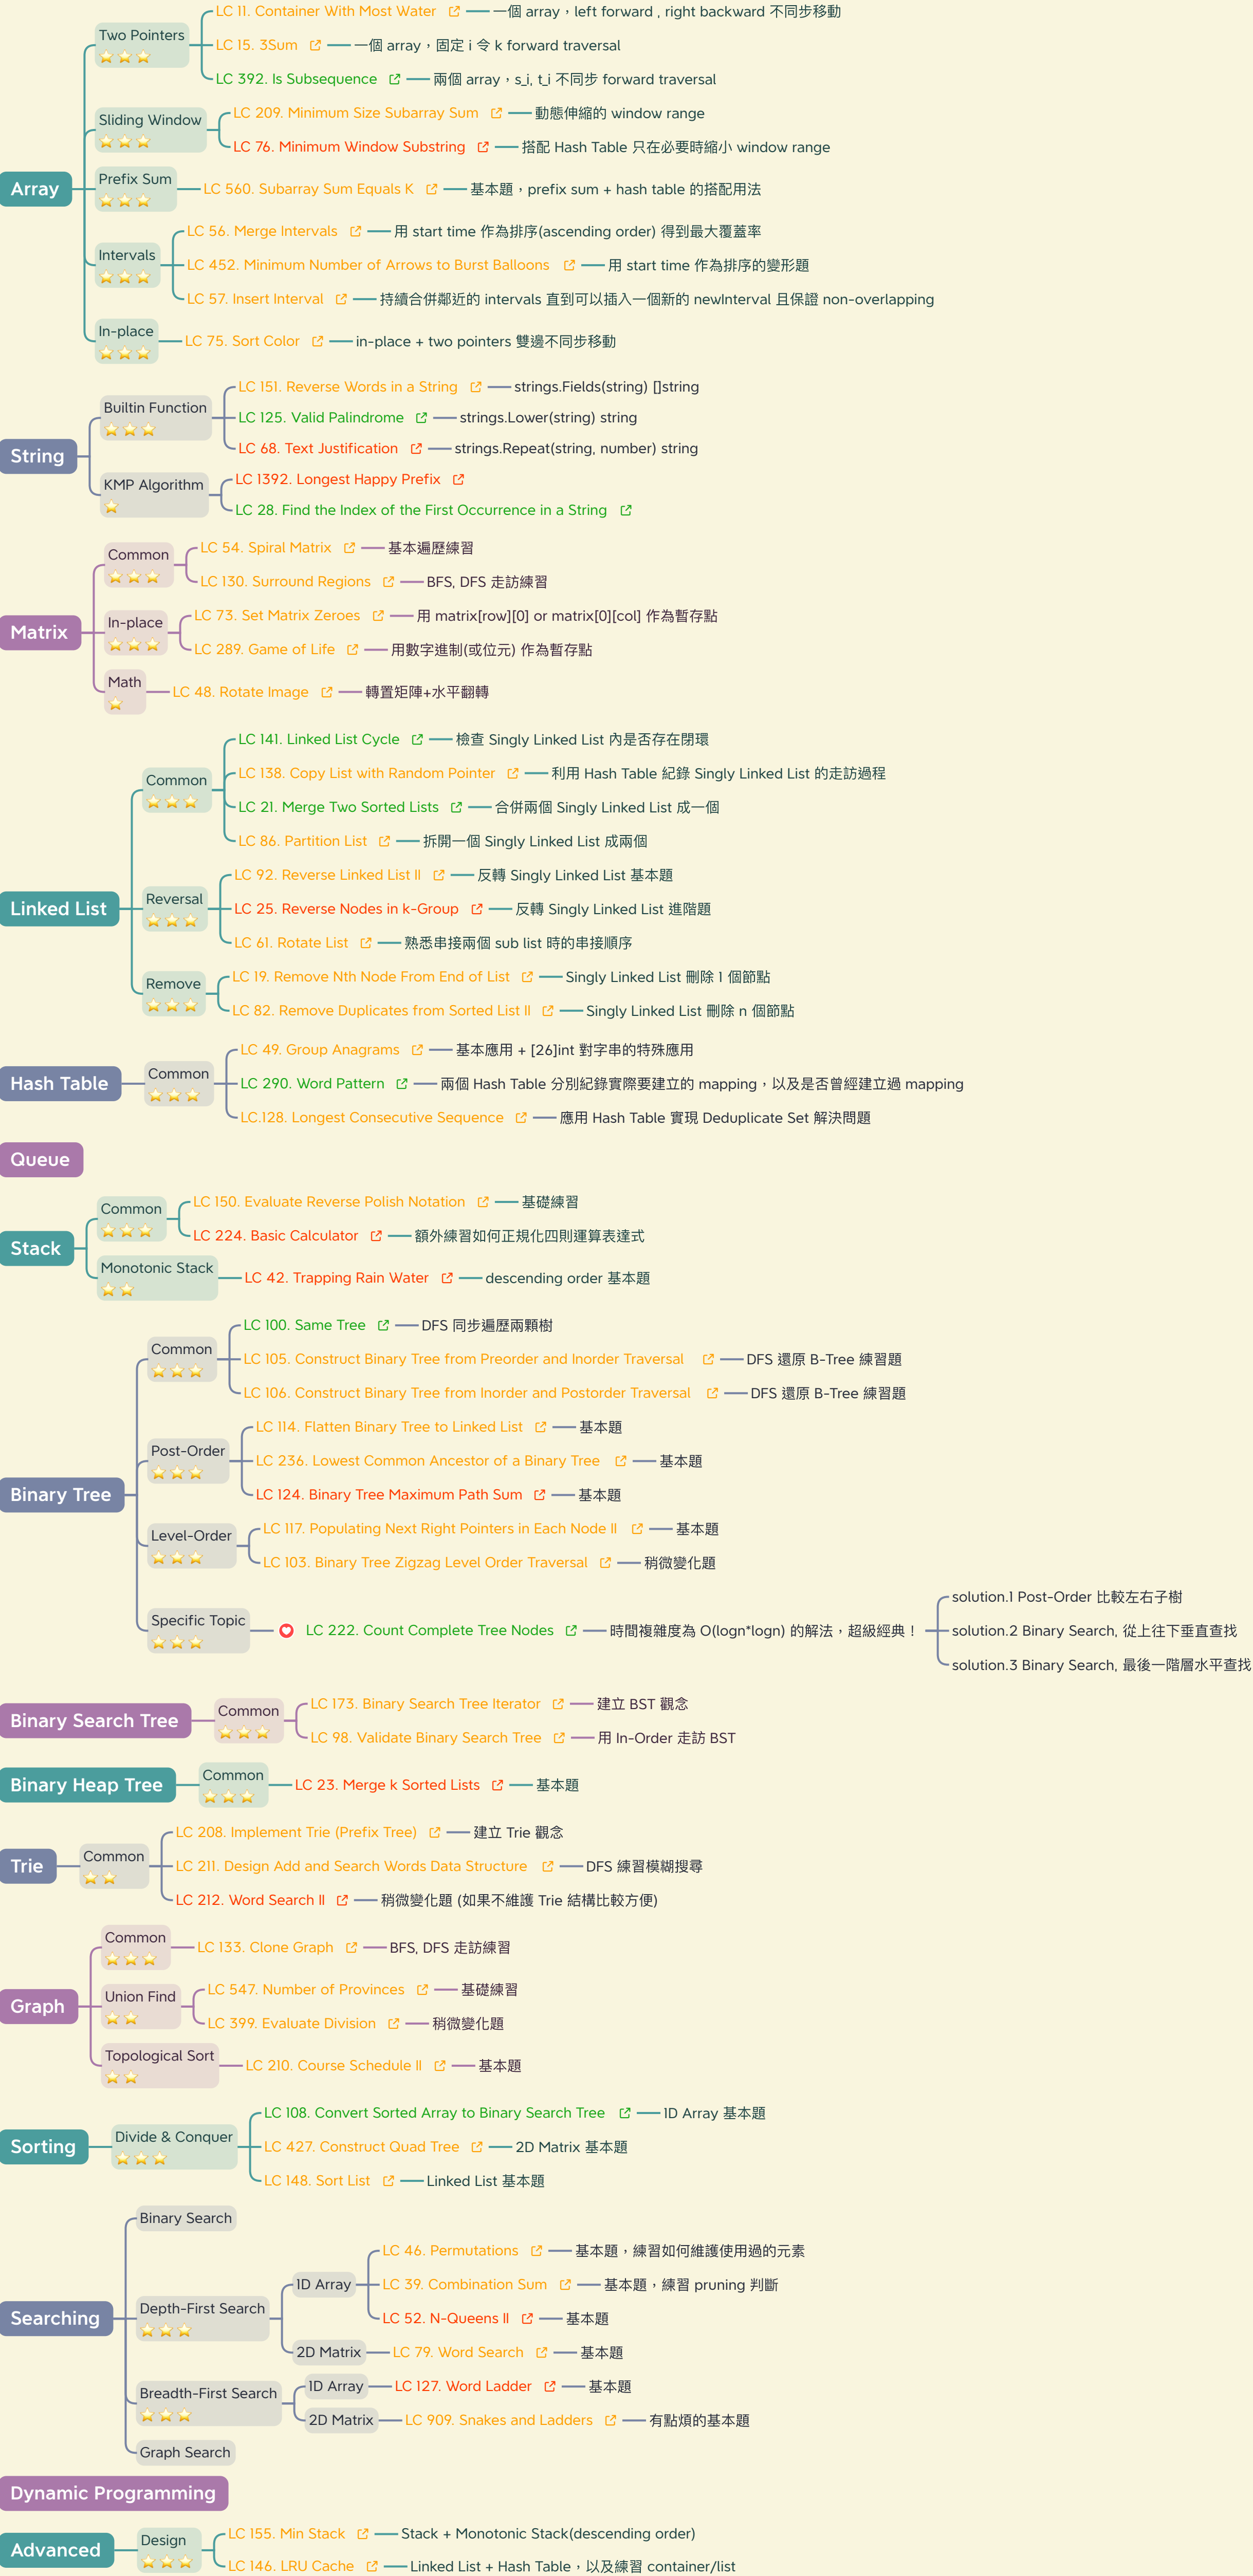 Array
Two Pointers
LC 11. Container With Most Water
一個 array，left forward , right backward 不同步移動
LC 15. 3Sum
一個 array，固定 i 令 k forward traversal
LC 392. Is Subsequence
兩個 array，s_i, t_i 不同步 forward traversal
Sliding Window
LC 209. Minimum Size Subarray Sum
動態伸縮的 window range
LC 76. Minimum Window Substring
搭配 Hash Table 只在必要時縮小 window range
Prefix Sum
LC 560. Subarray Sum Equals K
基本題，prefix sum + hash table 的搭配用法
Intervals
LC 56. Merge Intervals
用 start time 作為排序(ascending order) 得到最大覆蓋率
LC 452. Minimum Number of Arrows to Burst Balloons
用 start time 作為排序的變形題
LC 57. Insert Interval
持續合併鄰近的 intervals 直到可以插入一個新的 newInterval 且保證 non-overlapping
In-place
LC 75. Sort Color
in-place + two pointers 雙邊不同步移動
String
Builtin Function
LC 151. Reverse Words in a String
strings.Fields(string) []string
LC 125. Valid Palindrome
strings.Lower(string) string
LC 68. Text Justification
strings.Repeat(string, number) string
KMP Algorithm
LC 1392. Longest Happy Prefix
LC 28. Find the Index of the First Occurrence in a String
Matrix
Common
LC 54. Spiral Matrix
基本遍歷練習
LC 130. Surround Regions
BFS, DFS 走訪練習
In-place
LC 73. Set Matrix Zeroes
用 matrix[row][0] or matrix[0][col] 作為暫存點
LC 289. Game of Life
用數字進制(或位元) 作為暫存點
Math
LC 48. Rotate Image
轉置矩陣+水平翻轉
Linked List
Common
LC 141. Linked List Cycle
檢查 Singly Linked List 內是否存在閉環
LC 138. Copy List with Random Pointer
利用 Hash Table 紀錄 Singly Linked List 的走訪過程
LC 21. Merge Two Sorted Lists
合併兩個 Singly Linked List 成一個
LC 86. Partition List
拆開一個 Singly Linked List 成兩個
Reversal
LC 92. Reverse Linked List II
反轉 Singly Linked List 基本題
LC 25. Reverse Nodes in k-Group
反轉 Singly Linked List 進階題
LC 61. Rotate List
熟悉串接兩個 sub list 時的串接順序
Remove
LC 19. Remove Nth Node From End of List
Singly Linked List 刪除 1 個節點
LC 82. Remove Duplicates from Sorted List II
Singly Linked List 刪除 n 個節點
Hash Table
Common
LC 49. Group Anagrams
基本應用 + [26]int 對字串的特殊應用
LC 290. Word Pattern
兩個 Hash Table 分別紀錄實際要建立的 mapping，以及是否曾經建立過 mapping
LC.128. Longest Consecutive Sequence
應用 Hash Table 實現 Deduplicate Set 解決問題
Queue
Stack
Common
LC 150. Evaluate Reverse Polish Notation
基礎練習
LC 224. Basic Calculator
額外練習如何正規化四則運算表達式
Monotonic Stack
LC 42. Trapping Rain Water
descending order 基本題
Binary Tree
Common
LC 100. Same Tree
DFS 同步遍歷兩顆樹
LC 105. Construct Binary Tree from Preorder and Inorder Traversal
DFS 還原 B-Tree 練習題
LC 106. Construct Binary Tree from Inorder and Postorder Traversal
DFS 還原 B-Tree 練習題
Post-Order
LC 114. Flatten Binary Tree to Linked List
基本題
LC 236. Lowest Common Ancestor of a Binary Tree
基本題
LC 124. Binary Tree Maximum Path Sum
基本題
Level-Order
LC 117. Populating Next Right Pointers in Each Node II
基本題
LC 103. Binary Tree Zigzag Level Order Traversal
稍微變化題
Specific Topic
LC 222. Count Complete Tree Nodes
時間複雜度為 O(logn*logn) 的解法，超級經典！
solution.1 Post-Order 比較左右子樹
solution.2 Binary Search, 從上往下垂直查找
solution.3 Binary Search, 最後一階層水平查找
Binary Search Tree
Common
LC 173. Binary Search Tree Iterator
建立 BST 觀念
LC 98. Validate Binary Search Tree
用 In-Order 走訪 BST
Binary Heap Tree
Common
LC 23. Merge k Sorted Lists
基本題
Trie
Common
LC 208. Implement Trie (Prefix Tree)
建立 Trie 觀念
LC 211. Design Add and Search Words Data Structure
DFS 練習模糊搜尋
LC 212. Word Search II
稍微變化題 (如果不維護 Trie 結構比較方便)
Graph
Common
LC 133. Clone Graph
BFS, DFS 走訪練習
Union Find
LC 547. Number of Provinces
基礎練習
LC 399. Evaluate Division
稍微變化題
Topological Sort
LC 210. Course Schedule II
基本題
Sorting
Divide & Conquer
LC 108. Convert Sorted Array to Binary Search Tree
1D Array 基本題
LC 427. Construct Quad Tree
2D Matrix 基本題
LC 148. Sort List
Linked List 基本題
Searching
Binary Search
Depth-First Search
1D Array
LC 46. Permutations
基本題，練習如何維護使用過的元素
LC 39. Combination Sum
基本題，練習 pruning 判斷
LC 52. N-Queens II
基本題
2D Matrix
LC 79. Word Search
基本題
Breadth-First Search
1D Array
LC 127. Word Ladder
基本題
2D Matrix
LC 909. Snakes and Ladders
有點煩的基本題
Graph Search
Dynamic Programming
Advanced
Design
LC 155. Min Stack
Stack + Monotonic Stack(descending order)
LC 146. LRU Cache
Linked List + Hash Table，以及練習 container/list